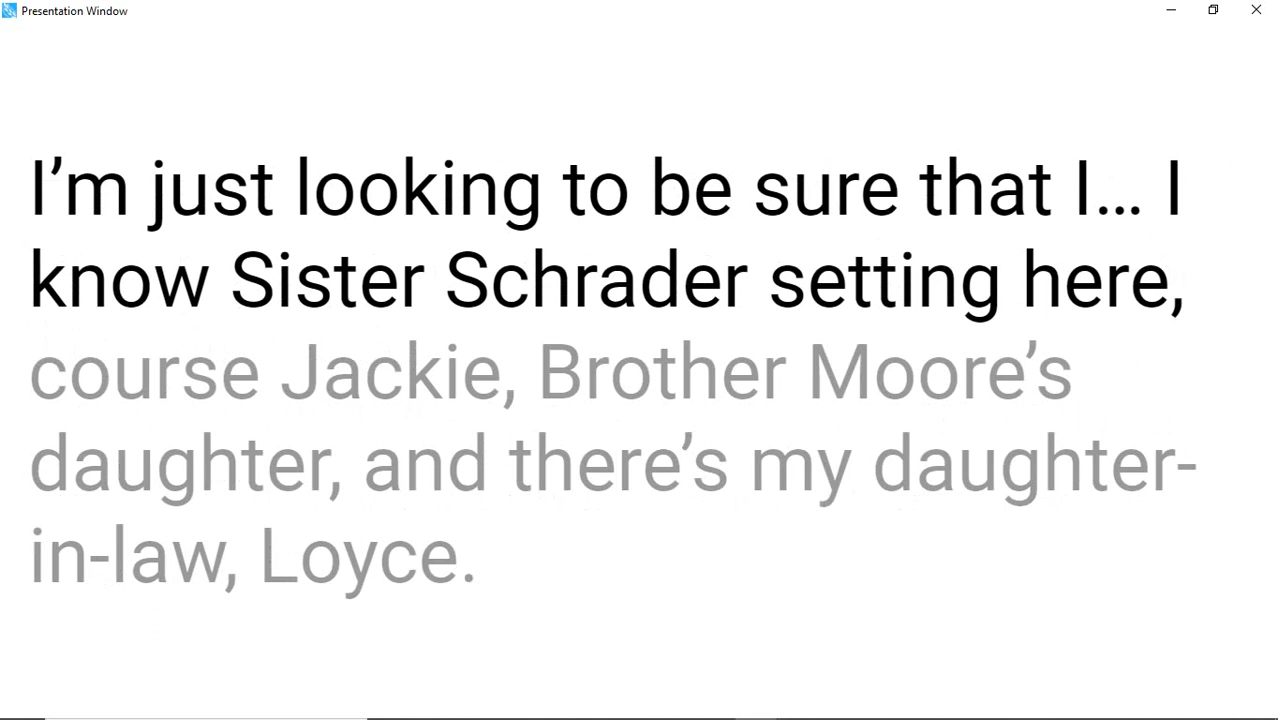 Presentation Window
I’m just looking to be sure that I… I
know Sister Schrader setting here,
course Jackie, Brother Moore’s
daughter, and there’s my daughter-
in-law, Loyce.